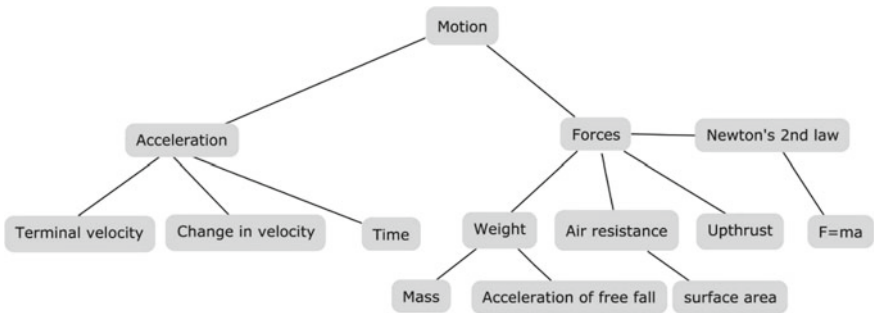 Motion
Acceleration
Forces
Newton's 2nd law
Terminal velocity
Change in velocity
Time
Weight
Air resistance
Upthrust
F=ma
Mass
Acceleration of free fall
surface area